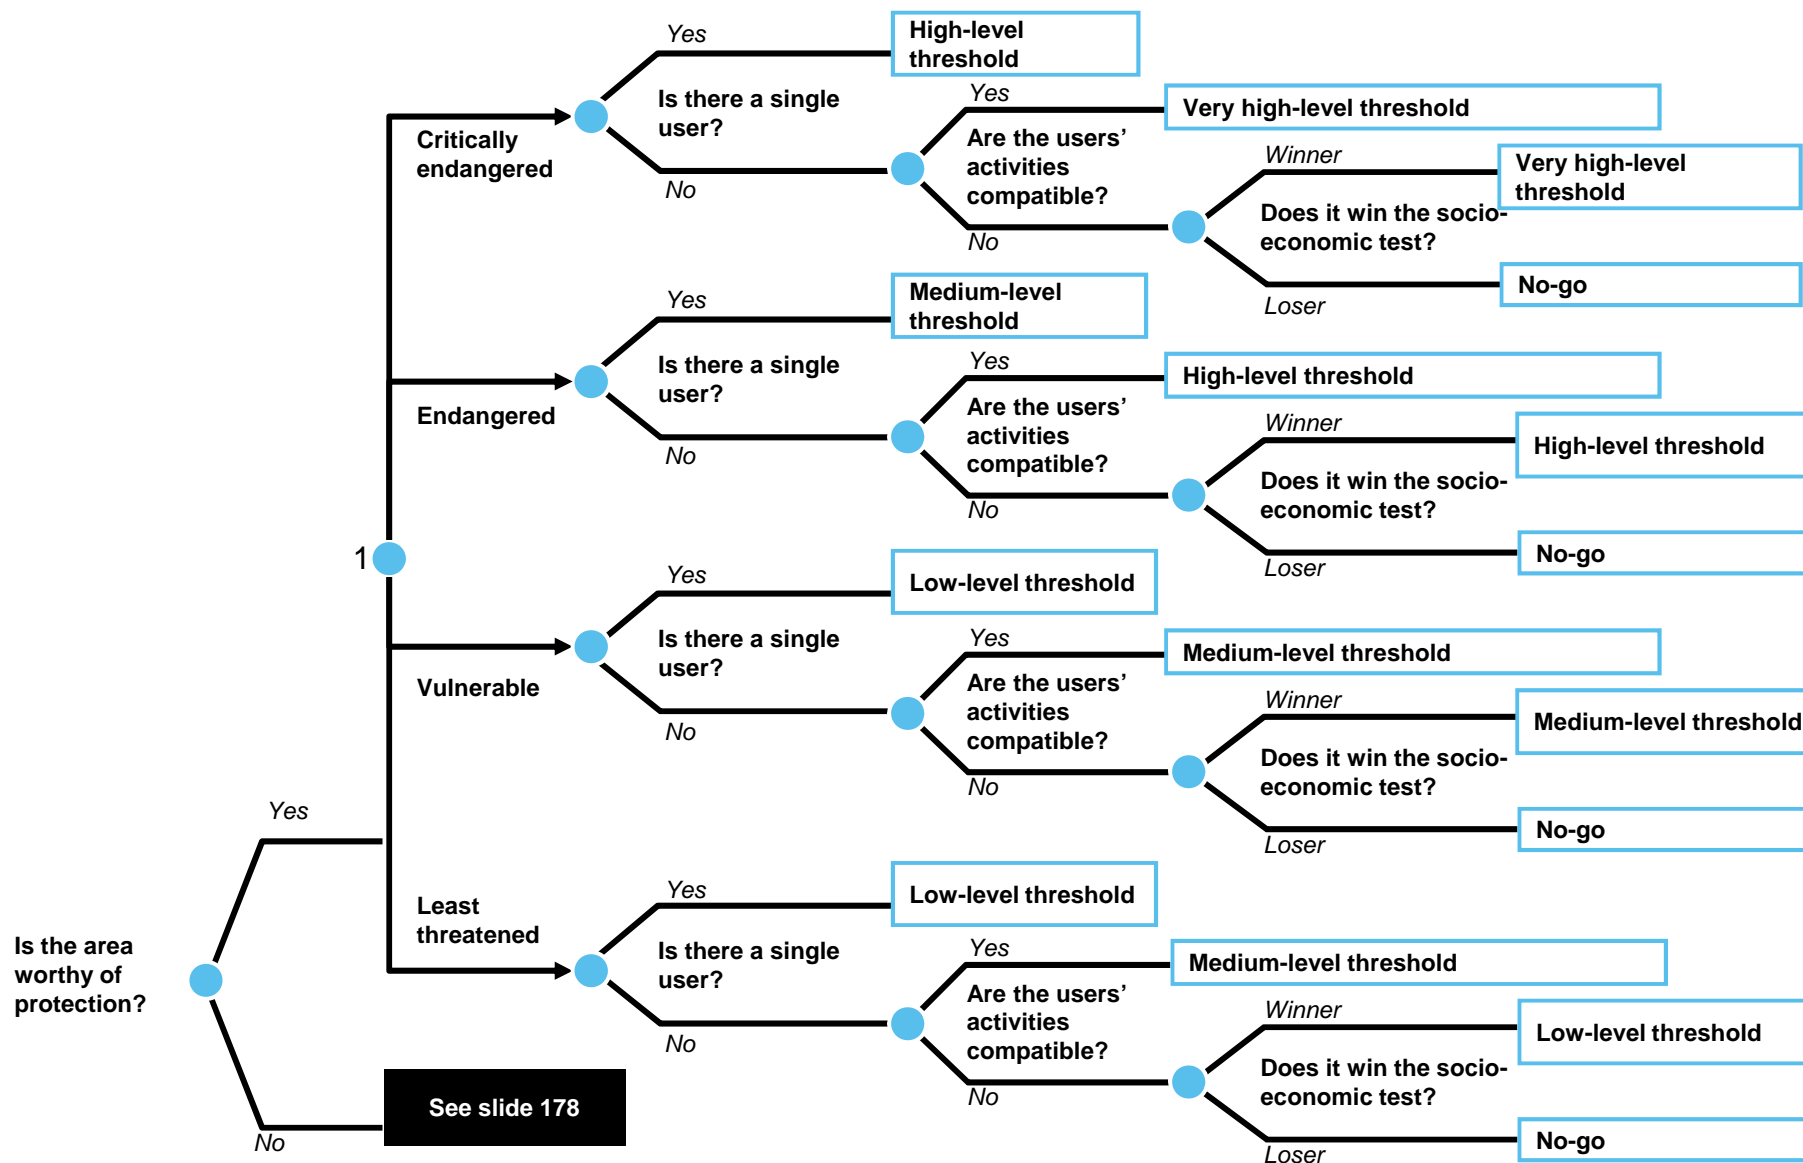 Is the area
worthy of
protection?
Yes
No
See slide 178
1
Critically
endangered
Is there a single
user?
Yes
High-level
threshold
No
Are the users’
activities
compatible?
Yes
Very high-level threshold
No
Does it win the socio-
economic test?
Winner
Very high-level
threshold
Loser
No-go
Endangered
Is there a single
user?
Yes
Medium-level
threshold
No
Are the users’
activities
compatible?
Yes
High-level threshold
No
Does it win the socio-
economic test?
Winner
High-level threshold
Loser
No-go
Vulnerable
Is there a single
user?
Yes
Low-level threshold
No
Are the users’
activities
compatible?
Yes
Medium-level threshold
No
Does it win the socio-
economic test?
Winner
Medium-level threshold
Loser
No-go
Least
threatened
Is there a single
user?
Yes
Low-level threshold
No
Are the users’
activities
compatible?
Yes
Medium-level threshold
No
Does it win the socio-
economic test?
Winner
Low-level threshold
Loser
No-go